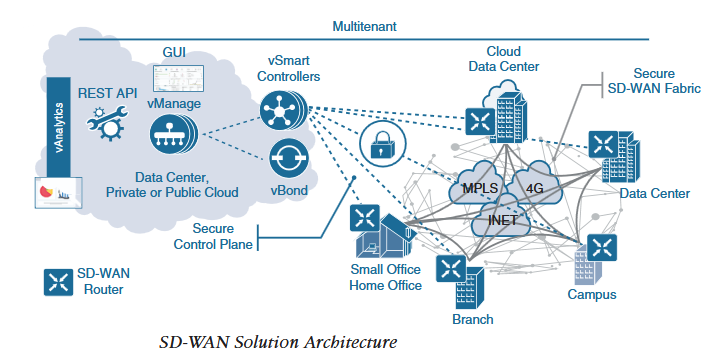 Multitenant
GUI
vSmart
Controllers
Cloud
Data Center
Secure
SD-WAN Fabric
REST API
vManage
vAnalytics
Data Center,
Private or Public Cloud
vBond
MPLS
4G
INET
Data Center
Secure
Control Plane
SD-WAN
Router
Small Office
Home Office
Campus
Branch
SD-WAN Solution Architecture